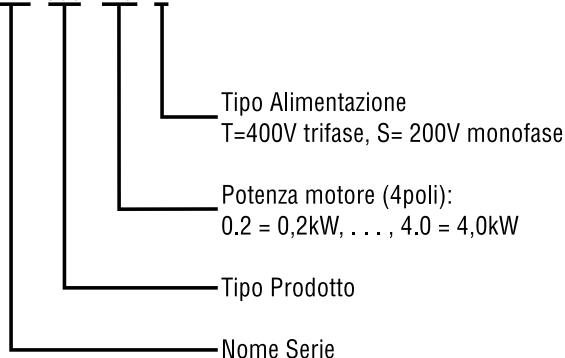 Tipo Alimentazione
T=400V trifase, S= 200V monofase
Potenza motore (4poli):
0.2 = 0,2kW, . . . , 4.0 = 4,0kW
Tipo Prodotto
Nome Serie